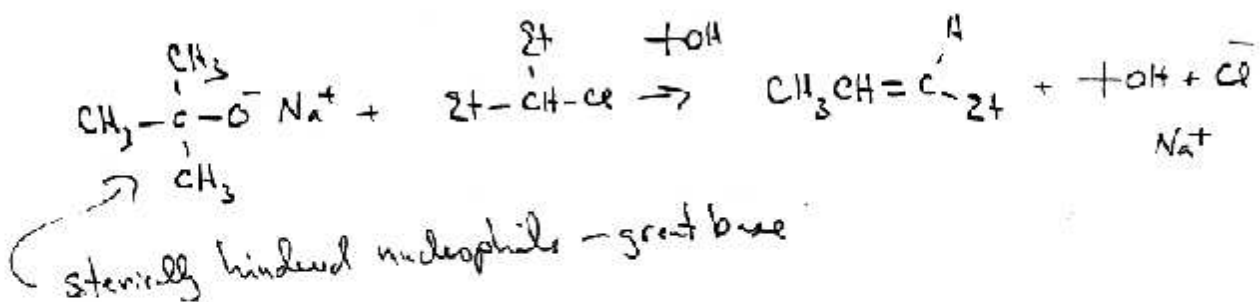 Et +OH H
CH3
CH3-C-O⁻ Na⁺ + Et-CH-Cl → CH3CH=C-Et + +OH + Cl⁻
CH3 Na⁺
sterically hindered nucleophile - great base